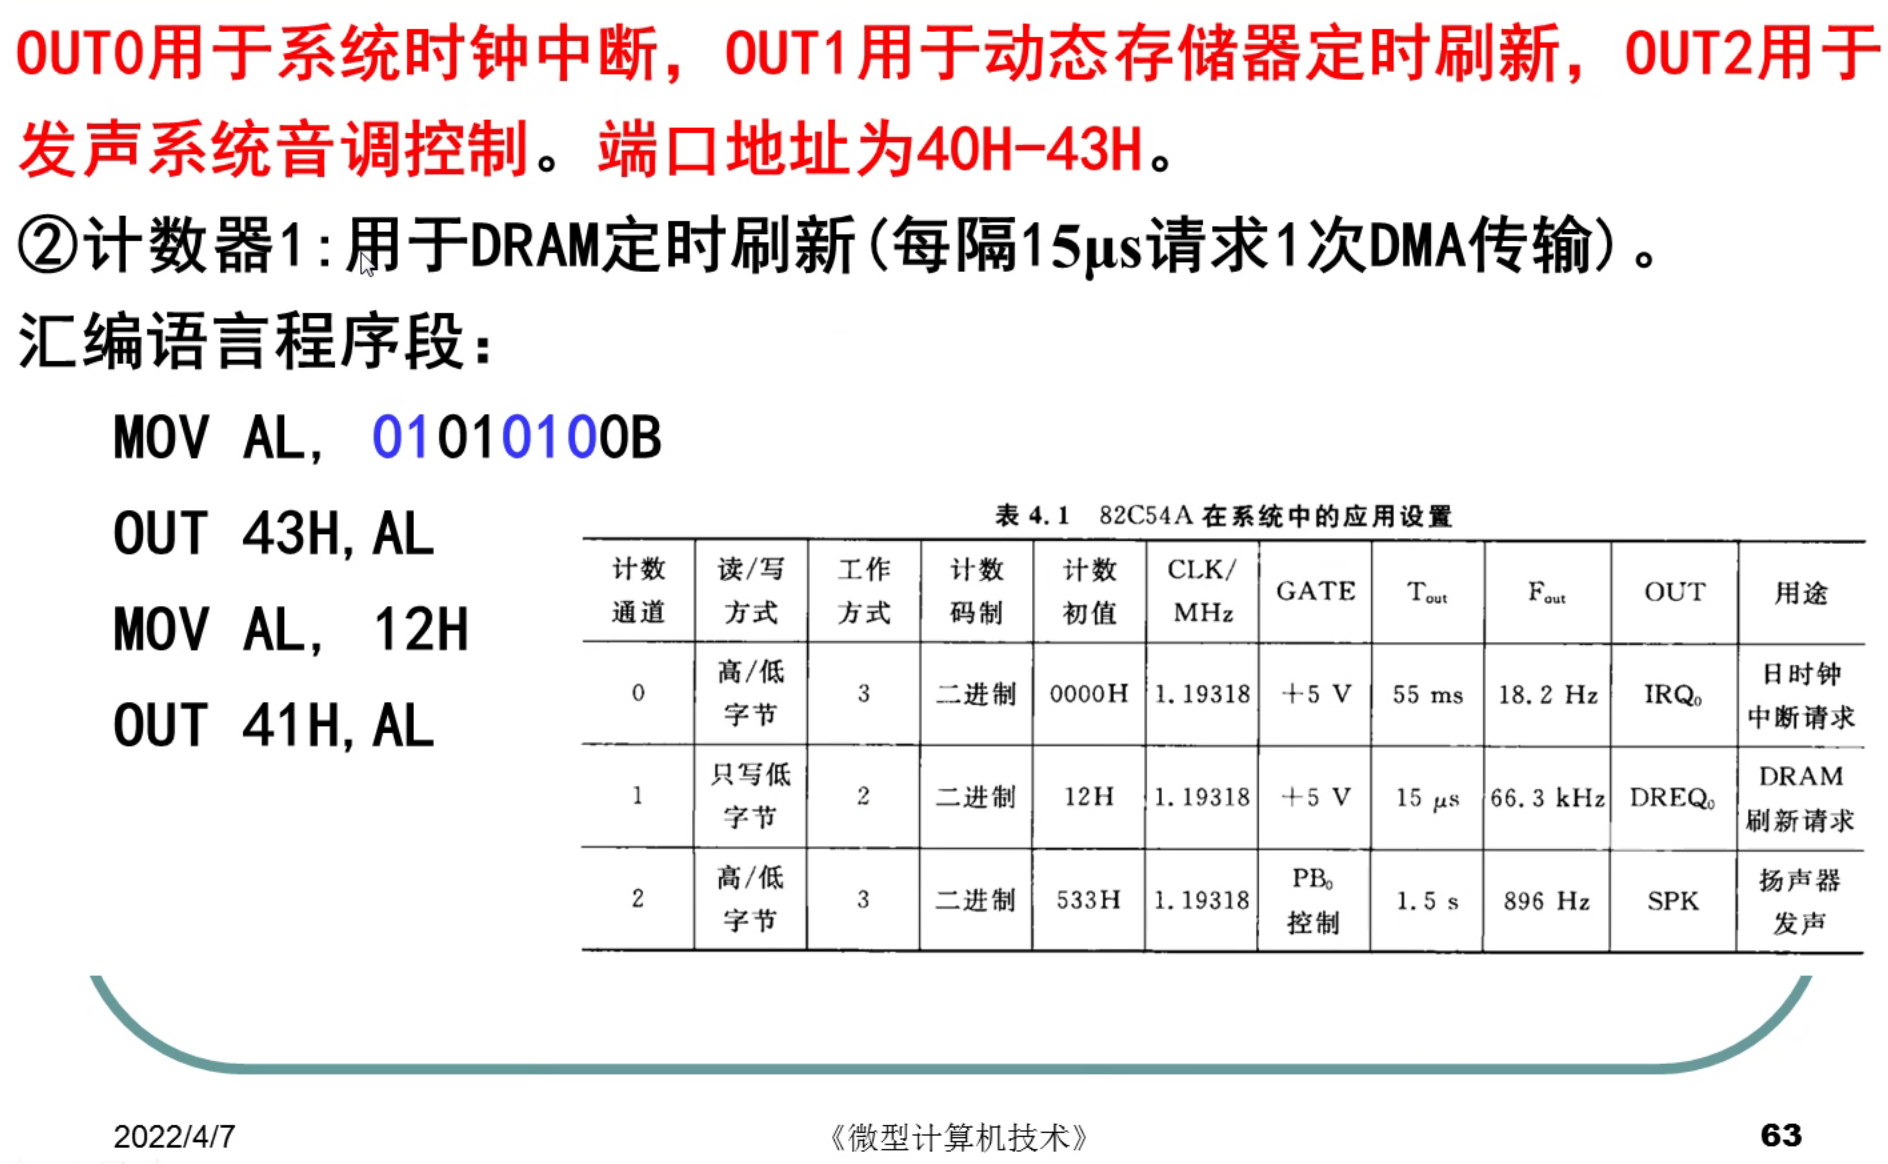 OUT0用于系统时钟中断，OUT1用于动态存储器定时刷新，OUT2用于
发声系统音调控制。端口地址为40H-43H。
②计数器1:用于DRAM定时刷新(每隔15μs请求1次DMA传输)。
汇编语言程序段：
MOV AL, 01010100B
OUT 43H, AL
MOV AL, 12H
OUT 41H, AL
表 4.1 82C54A 在系统中的应用设置
计数通道 读/写方式 工作方式 计数码制 计数初值 CLK/MHz GATE Tout Fout OUT 用途
0 高/低字节 3 二进制 0000H 1.19318 +5 V 55 ms 18.2 Hz IRQ₀ 日时钟中断请求
1 只写低字节 2 二进制 12H 1.19318 +5 V 15 μs 66.3 kHz DREQ₀ DRAM刷新请求
2 高/低字节 3 二进制 533H 1.19318 PB₀控制 1.5 s 896 Hz SPK 扬声器发声
2022/4/7
《微型计算机技术》
63